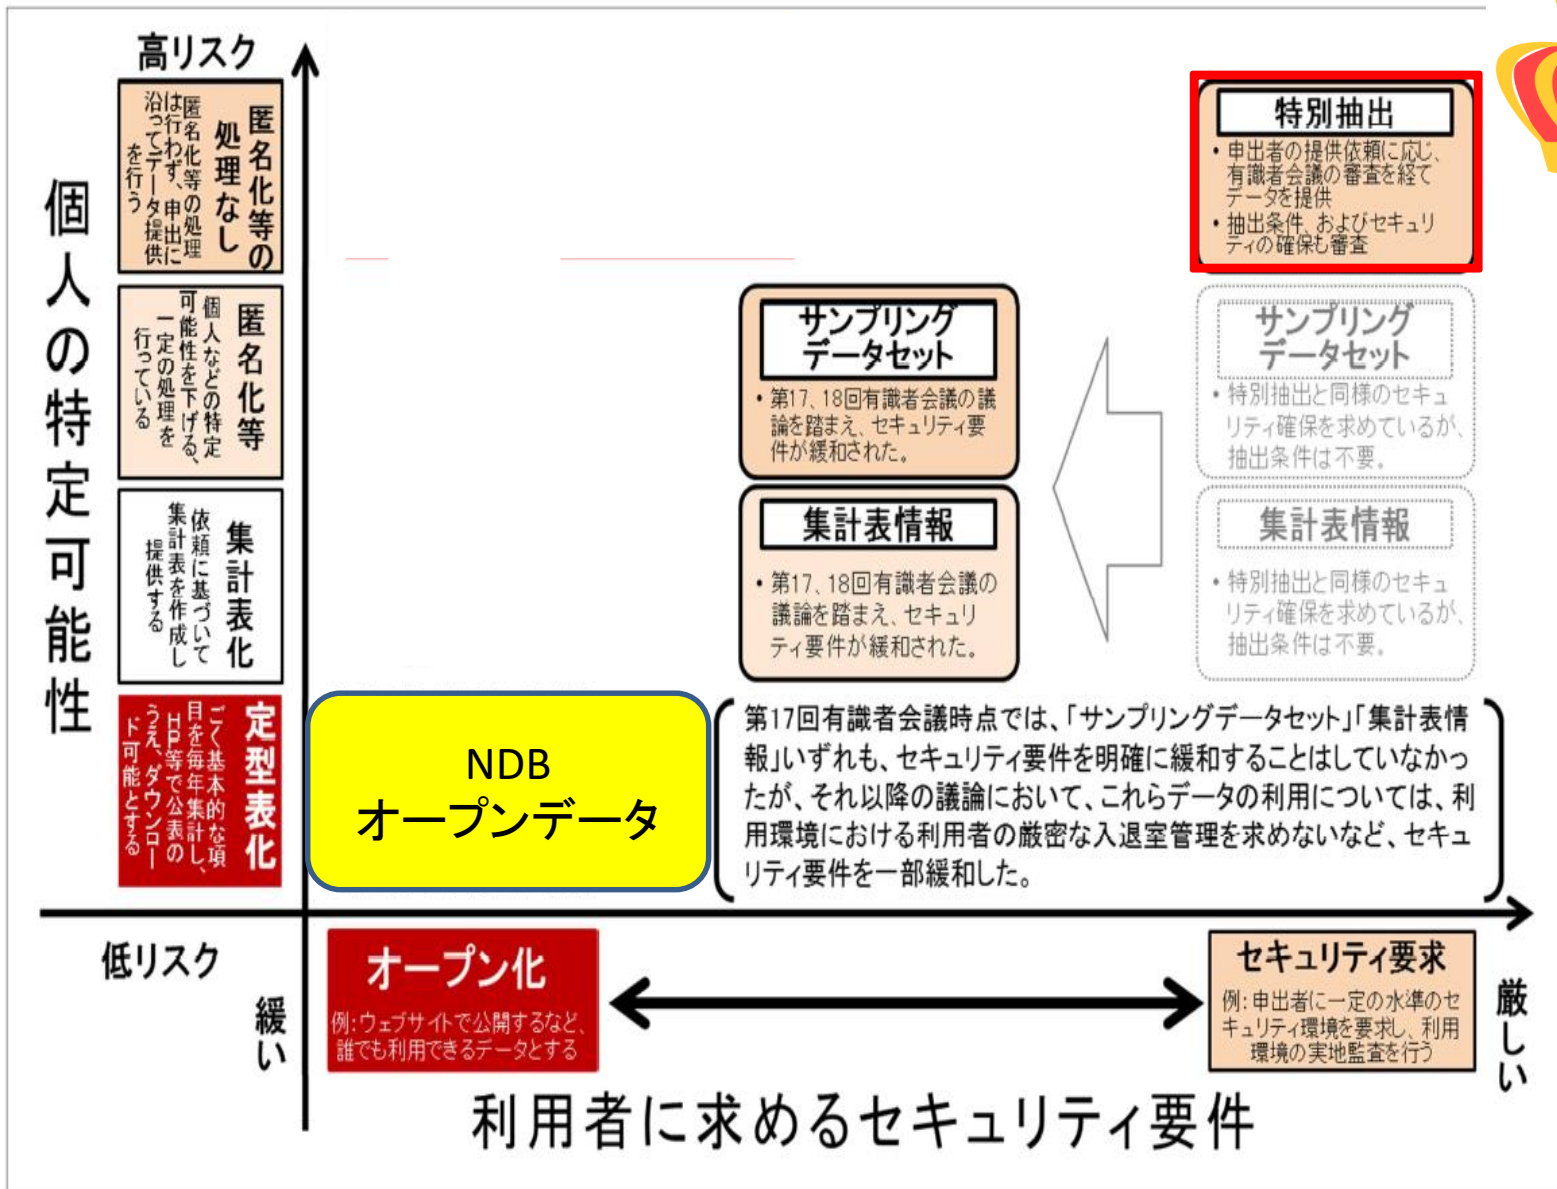 高リスク
個人の特定可能性
匿名化等の
処理なし
匿名化等の処理
は行わず、申出に
沿ってデータ提供
を行う
匿名化等
個人などの特定
可能性を下げる、
一定の処理を
行っている
集計表化
依頼に基づいて
集計表を作成し
提供する
定型表化
ごく基本的な項
目を毎年集計し、
HP等で公表の
うえ、ダウンロー
ド可能とする
特別抽出
• 申出者の提供依頼に応じ、
有識者会議の審査を経て
データを提供
• 抽出条件、およびセキュリ
ティの確保も審査
サンプリング
データセット
• 第17、18回有識者会議の議
論を踏まえ、セキュリティ要
件が緩和された。
サンプリング
データセット
• 特別抽出と同様のセキュ
リティ確保を求めているが、
抽出条件は不要。
集計表情報
• 第17、18回有識者会議の
議論を踏まえ、セキュリ
ティ要件が緩和された。
集計表情報
• 特別抽出と同様のセキュ
リティ確保を求めているが、
抽出条件は不要。
NDB
オープンデータ
第17回有識者会議時点では、「サンプリングデータセット」「集計表情
報」いずれも、セキュリティ要件を明確に緩和することはしていなかっ
たが、それ以降の議論において、これらデータの利用については、利
用環境における利用者の厳密な入退室管理を求めないなど、セキュ
リティ要件を一部緩和した。
低リスク
緩い
オープン化
例:ウェブサイトで公開するなど、
誰でも利用できるデータとする
セキュリティ要求
例:申出者に一定の水準のセ
キュリティ環境を要求し、利用
環境の実地監査を行う
厳しい
利用者に求めるセキュリティ要件